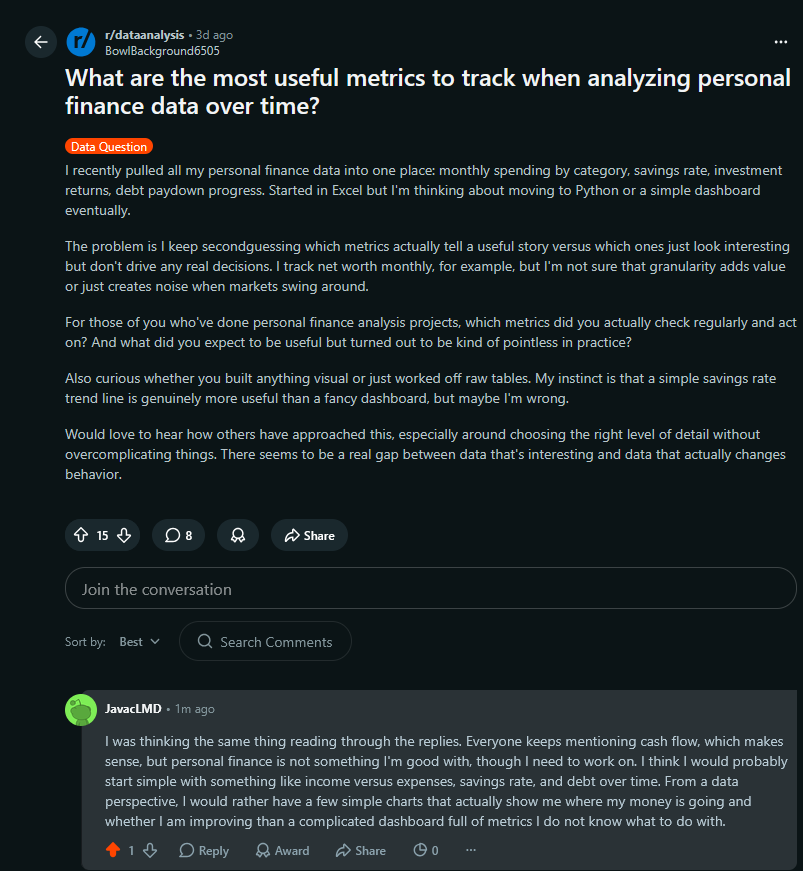 r/dataanalysis • 3d ago
BowlBackground6505
What are the most useful metrics to track when analyzing personal
finance data over time?
Data Question
I recently pulled all my personal finance data into one place: monthly spending by category, savings rate, investment
returns, debt paydown progress. Started in Excel but I'm thinking about moving to Python or a simple dashboard
eventually.
The problem is I keep secondguessing which metrics actually tell a useful story versus which ones just look interesting
but don't drive any real decisions. I track net worth monthly, for example, but I'm not sure that granularity adds value
or just creates noise when markets swing around.
For those of you who've done personal finance analysis projects, which metrics did you actually check regularly and act
on? And what did you expect to be useful but turned out to be kind of pointless in practice?
Also curious whether you built anything visual or just worked off raw tables. My instinct is that a simple savings rate
trend line is genuinely more useful than a fancy dashboard, but maybe I'm wrong.
Would love to hear how others have approached this, especially around choosing the right level of detail without
overcomplicating things. There seems to be a real gap between data that's interesting and data that actually changes
behavior.
15 8 Share
Join the conversation
Sort by: Best Search Comments
JavacLMD • 1m ago
I was thinking the same thing reading through the replies. Everyone keeps mentioning cash flow, which makes
sense, but personal finance is not something I'm good with, though I need to work on. I think I would probably
start simple with something like income versus expenses, savings rate, and debt over time. From a data
perspective, I would rather have a few simple charts that actually show me where my money is going and
whether I am improving than a complicated dashboard full of metrics I do not know what to do with.
1 Reply Award Share 0